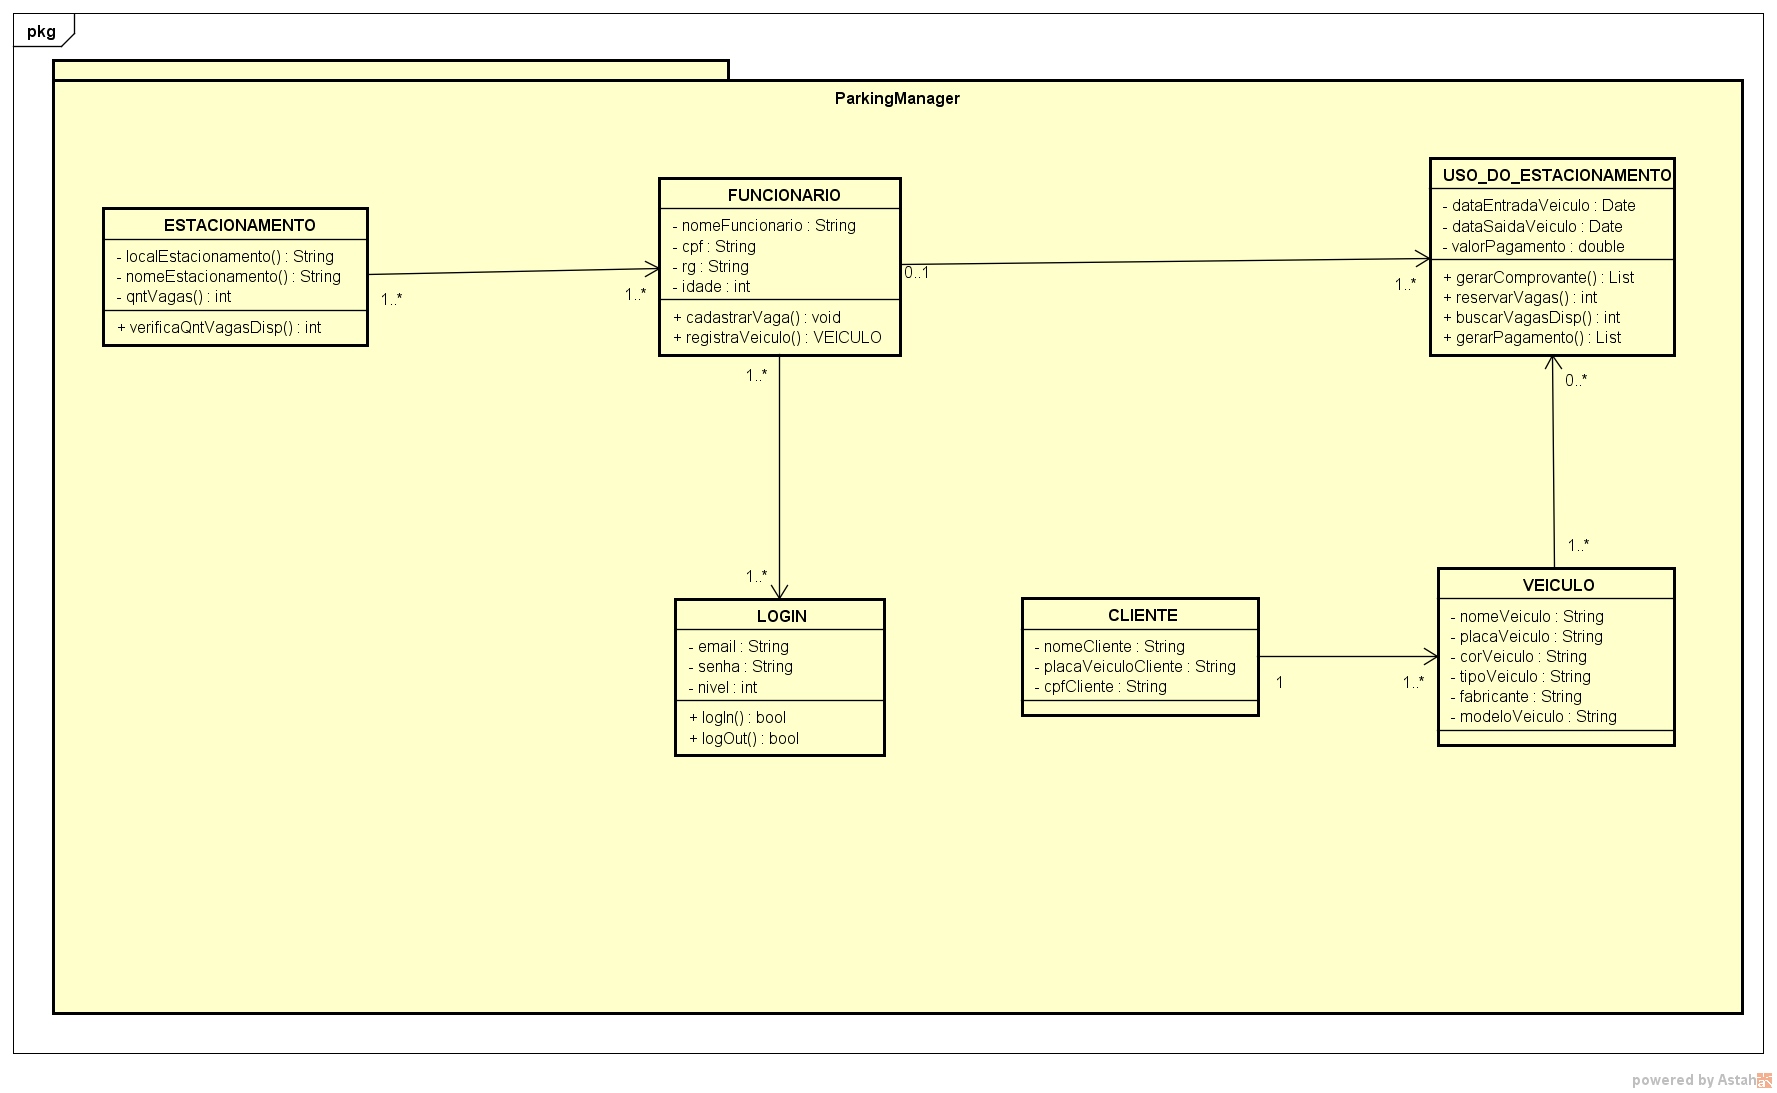 pkg
ParkingManager
ESTACIONAMENTO
- localEstacionamento() : String
- nomeEstacionamento() : String
- qntVagas() : int
+ verificaQntVagasDisp() : int
1..*
1..*
FUNCIONARIO
- nomeFuncionario : String
- cpf : String
- rg : String
- idade : int
+ cadastrarVaga() : void
+ registraVeiculo() : VEICULO
0..1
1..*
USO_DO_ESTACIONAMENTO
- dataEntradaVeiculo : Date
- dataSaidaVeiculo : Date
- valorPagamento : double
+ gerarComprovante() : List
+ reservarVagas() : int
+ buscarVagasDisp() : int
+ gerarPagamento() : List
1..*
0..*
1..*
1..*
LOGIN
- email : String
- senha : String
- nivel : int
+ logIn() : bool
+ logOut() : bool
CLIENTE
- nomeCliente : String
- placaVeiculoCliente : String
- cpfCliente : String
1
1..*
VEICULO
- nomeVeiculo : String
- placaVeiculo : String
- corVeiculo : String
- tipoVeiculo : String
- fabricante : String
- modeloVeiculo : String
powered by Astah